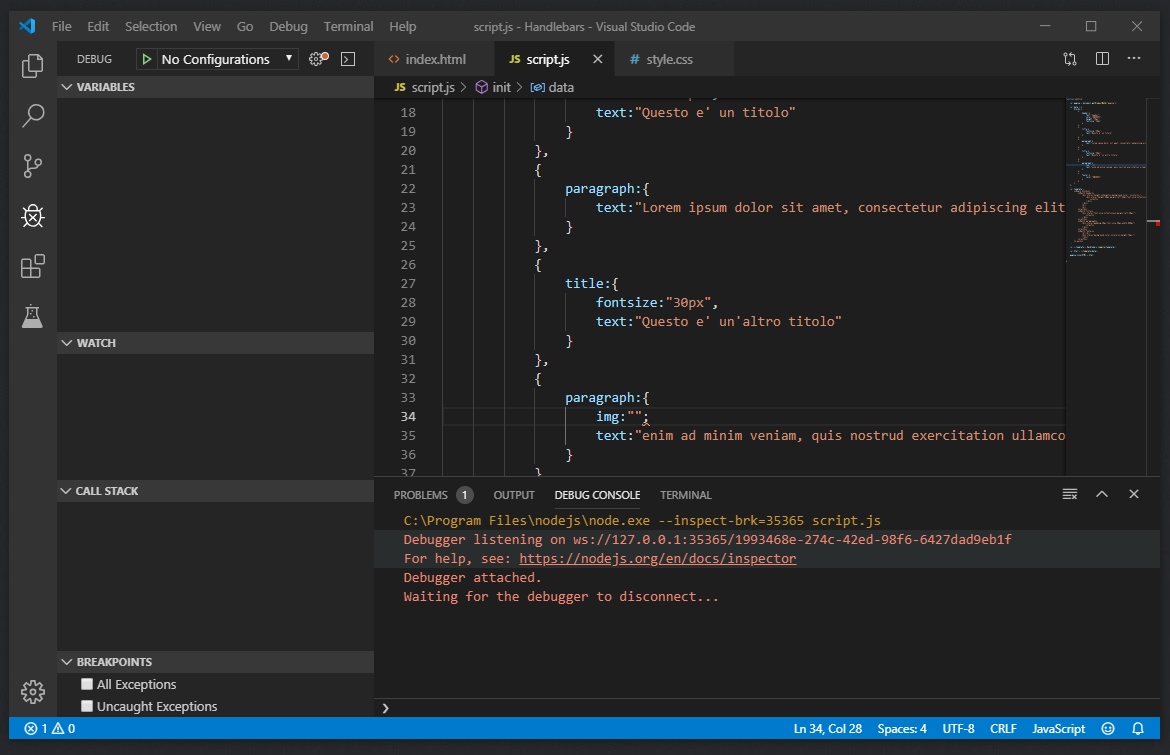 File Edit Selection View Go Debug Terminal Help script.js - Handlebars - Visual Studio Code
DEBUG No Configurations
index.html JS script.js # style.css
JS script.js > init > data
VARIABLES
WATCH
CALL STACK
BREAKPOINTS
All Exceptions
Uncaught Exceptions
18 text:"Questo e' un titolo"
19 }
20 },
21 {
22 paragraph:{
23 text:"Lorem ipsum dolor sit amet, consectetur adipiscing elit
24 }
25 },
26 {
27 title:{
28 fontsize:"30px",
29 text:"Questo e' un'altro titolo"
30 }
31 },
32 {
33 paragraph:{
34 img:"";
35 text:"enim ad minim veniam, quis nostrud exercitation ullamco
36 }
37 }
PROBLEMS 1 OUTPUT DEBUG CONSOLE TERMINAL
C:\Program Files\nodejs\node.exe --inspect-brk=35365 script.js
Debugger listening on ws://127.0.0.1:35365/1993468e-274c-42ed-98f6-6427dad9eb1f
For help, see: https://nodejs.org/en/docs/inspector
Debugger attached.
Waiting for the debugger to disconnect...
1 0 Ln 34, Col 28 Spaces: 4 UTF-8 CRLF JavaScript